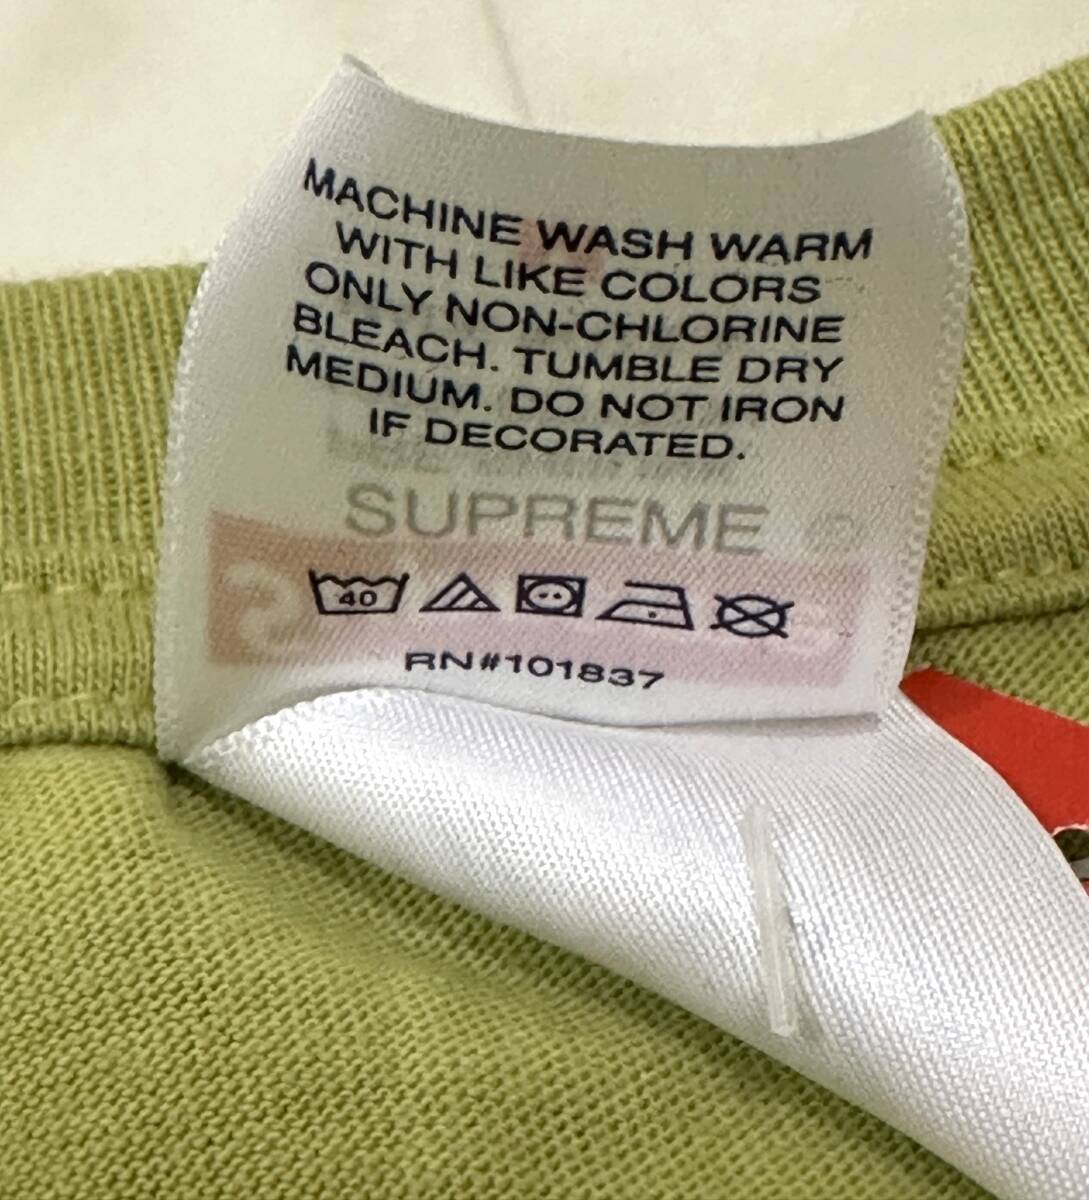 MACHINE WASH WARM
WITH LIKE COLORS
ONLY NON-CHLORINE
BLEACH. TUMBLE DRY
MEDIUM. DO NOT IRON
IF DECORATED.
SUPREME ®
40
RN#101837